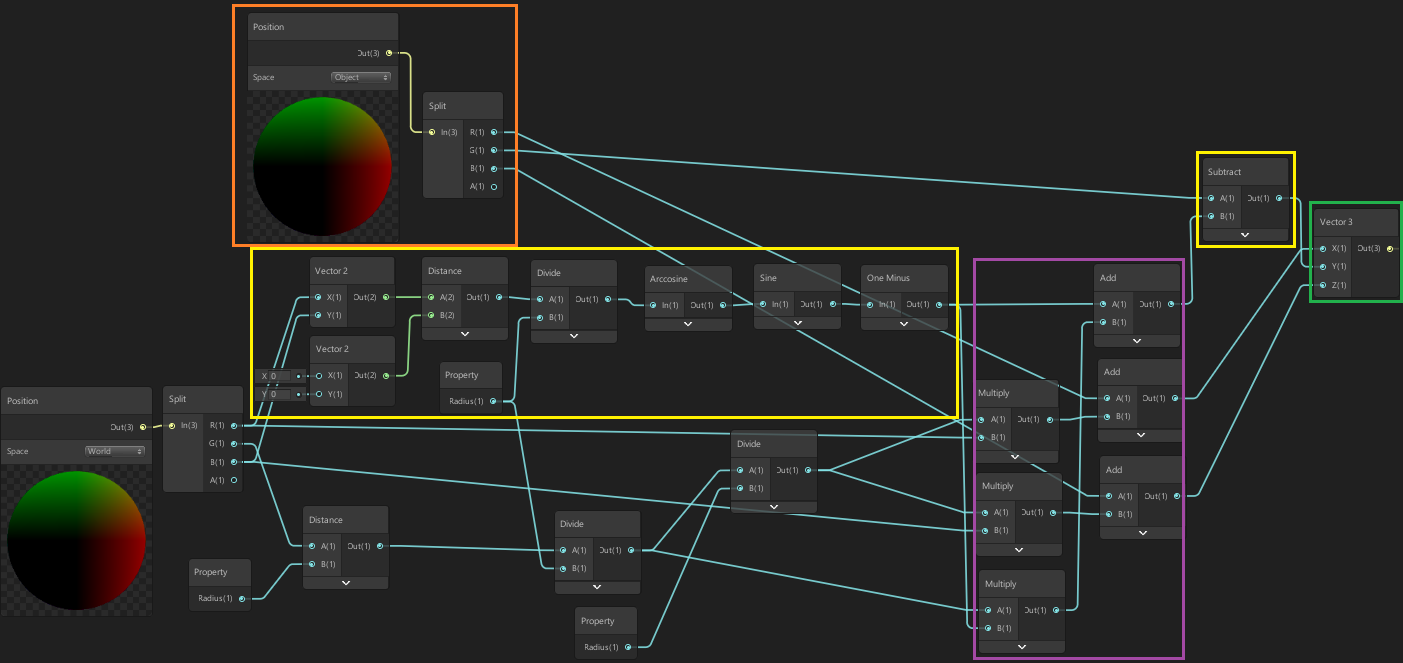 Position
Out(3)
Space
Object
Split
In(3)
R(1)
G(1)
B(1)
A(1)
Subtract
A(1)
Out(1)
B(1)
Vector 3
X(1)
Out(3)
Y(1)
Z(1)
Vector 2
X(1)
Out(2)
Y(1)
Distance
A(2)
Out(1)
B(2)
Divide
A(1)
Out(1)
B(1)
Arccosine
In(1)
Out(1)
Sine
In(1)
Out(1)
One Minus
In(1)
Out(1)
Vector 2
X 0
X(1)
Out(2)
Y 0
Y(1)
Property
Radius(1)
Add
A(1)
Out(1)
B(1)
Add
A(1)
Out(1)
B(1)
Add
A(1)
Out(1)
B(1)
Multiply
A(1)
Out(1)
B(1)
Multiply
A(1)
Out(1)
B(1)
Multiply
A(1)
Out(1)
B(1)
Position
Out(3)
Space
World
Split
In(3)
R(1)
G(1)
B(1)
A(1)
Divide
A(1)
Out(1)
B(1)
Distance
A(1)
Out(1)
B(1)
Divide
A(1)
Out(1)
B(1)
Property
Radius(1)
Property
Radius(1)